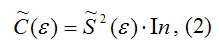 C̃(ε) = S̃²(ε) · In, (2)